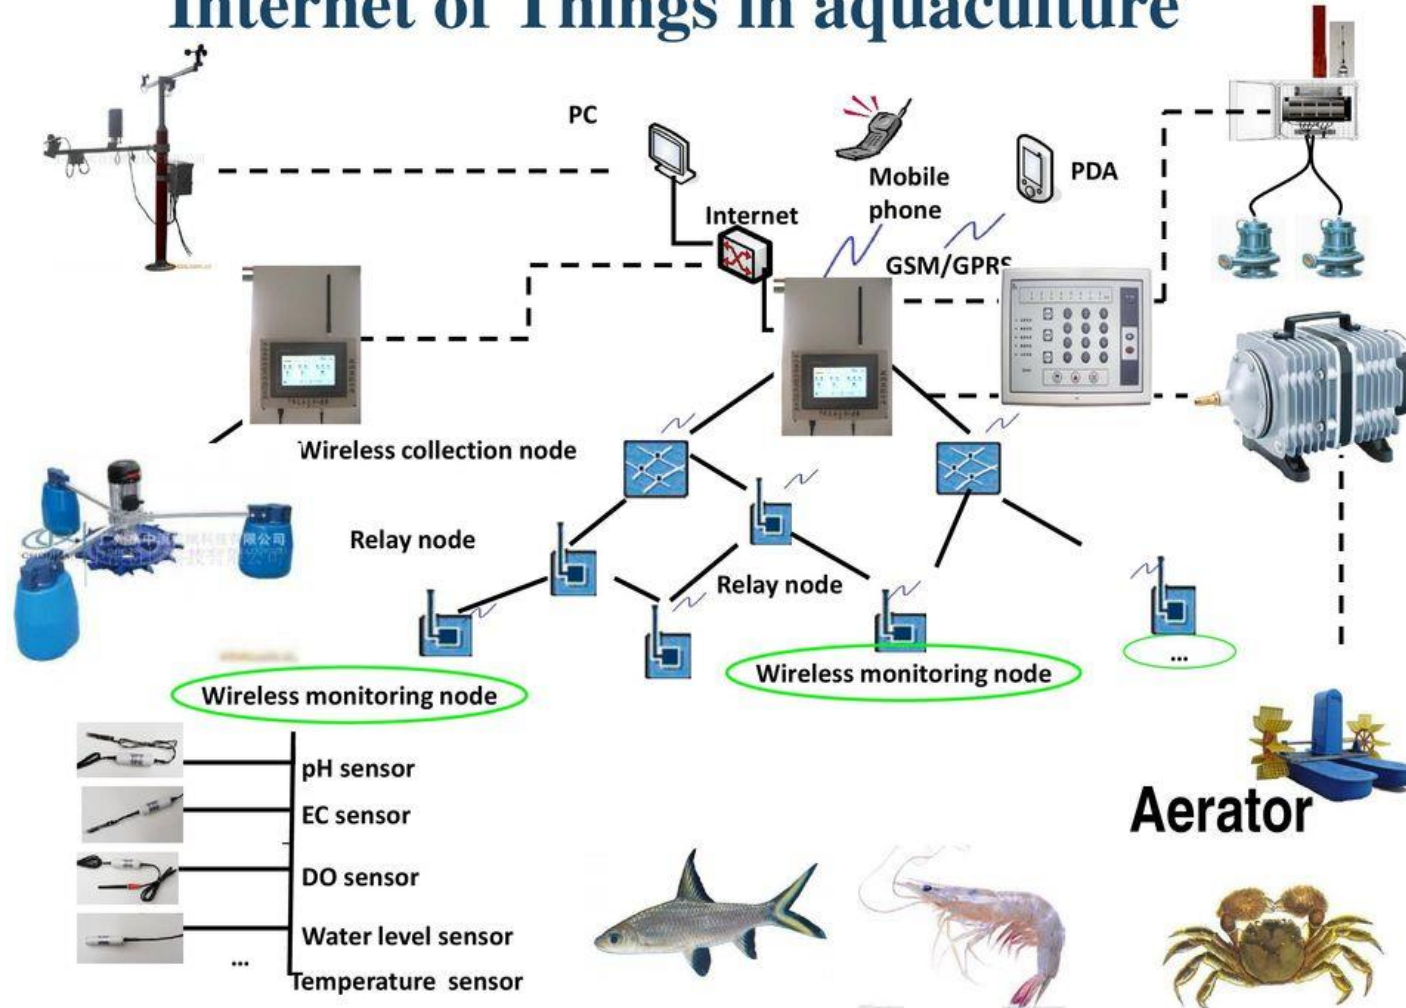 Internet of Things in aquaculture
PC
Mobile
phone
PDA
Internet
GSM/GPRS
Wireless collection node
Relay node
Relay node
Wireless monitoring node
Wireless monitoring node
...
pH sensor
EC sensor
DO sensor
Water level sensor
...
Temperature sensor
Aerator